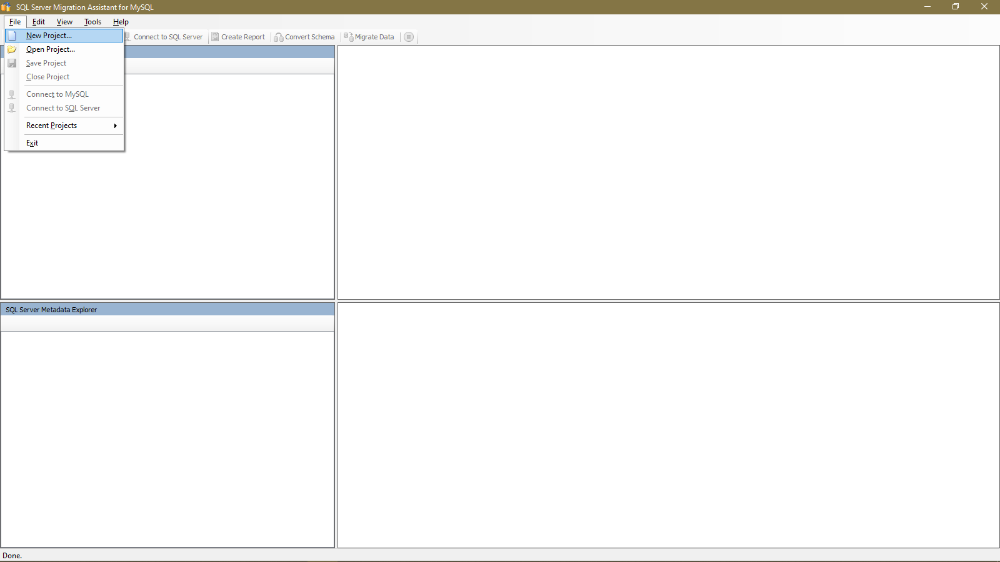 SQL Server Migration Assistant for MySQL
File Edit View Tools Help
New Project...
Connect to SQL Server Create Report Convert Schema Migrate Data
Open Project...
Save Project
Close Project
Connect to MySQL
Connect to SQL Server
Recent Projects
Exit
SQL Server Metadata Explorer
Done.